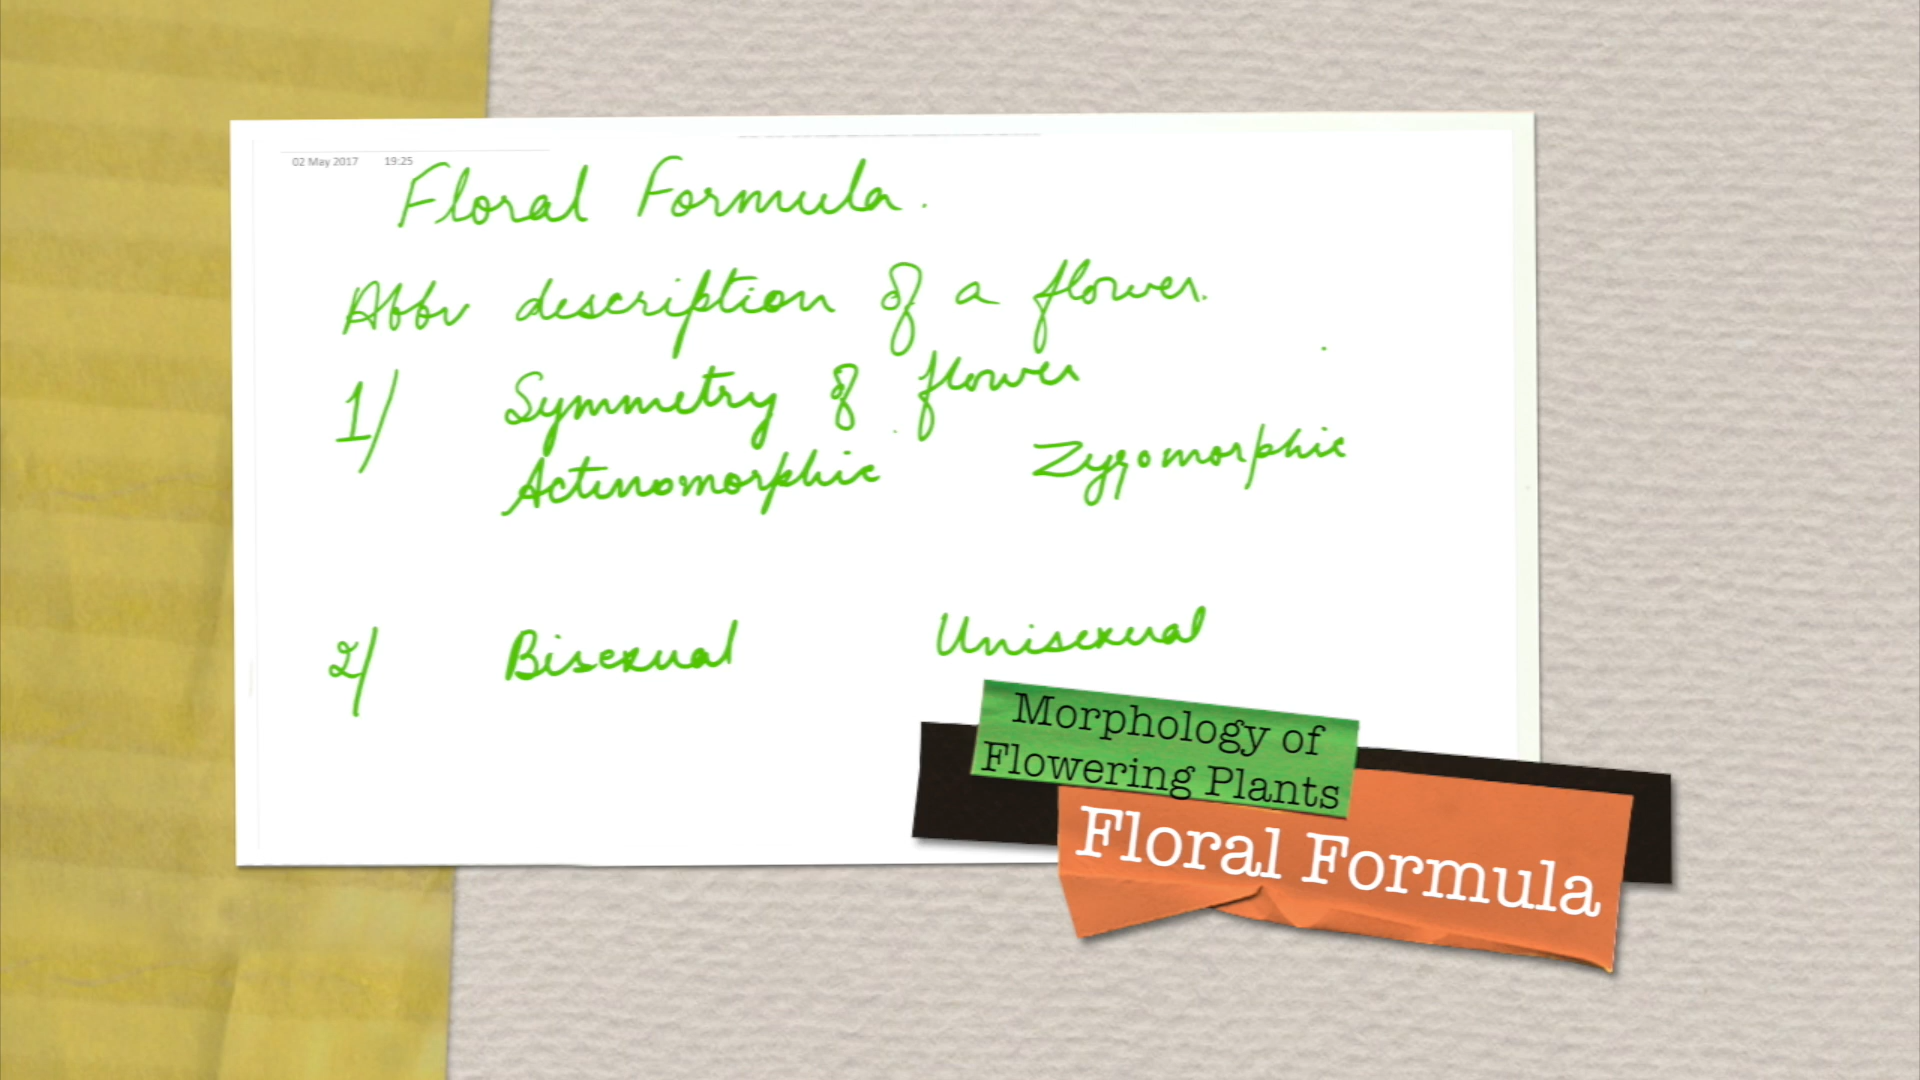 02 May 2017 19:25
Floral Formula.
Abbv description of a flower.
1/ Symmetry of flower
Actinomorphic Zygomorphic
2/ Bisexual Unisexual
Morphology of
Flowering Plants
Floral Formula